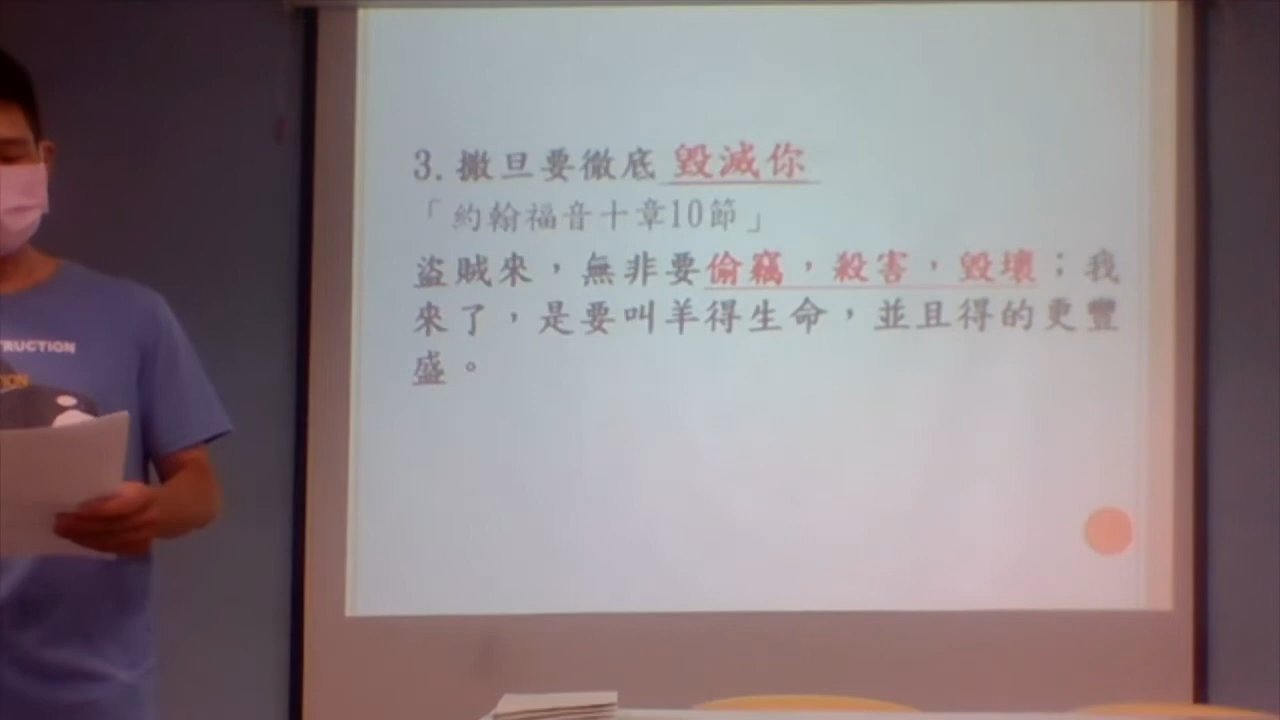 3. 撒旦要徹底 毀滅你
「約翰福音十章10節」
盜賊來，無非要偷竊，殺害，毀壞；我
來了，是要叫羊得生命，並且得的更豐
盛。
TRUCTION
ION